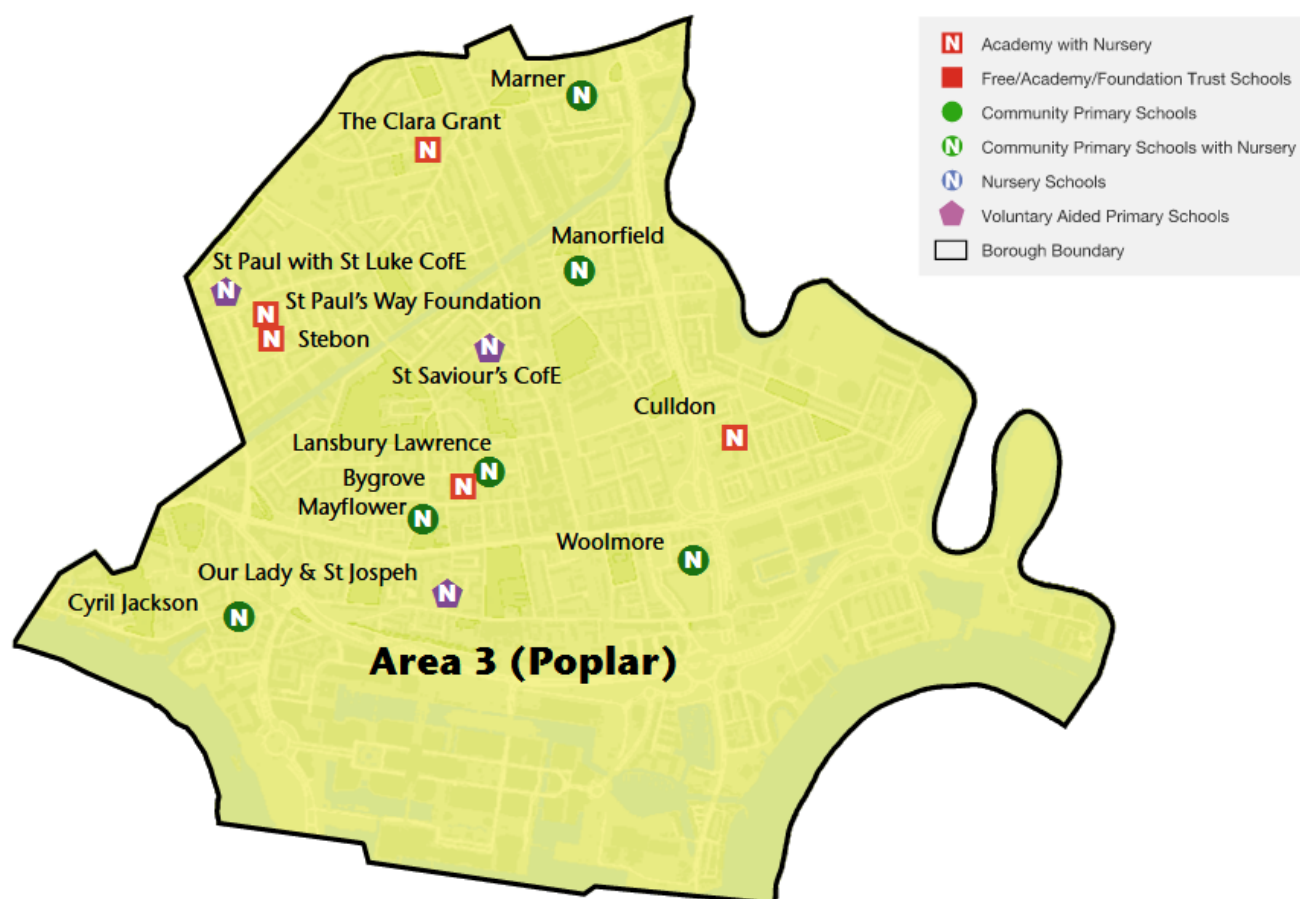 Marner
N
The Clara Grant
N
Manorfield
N
St Paul with St Luke CofE
N
St Paul's Way Foundation
N
Stebon
N
St Saviour's CofE
N
Culldon
N
Lansbury Lawrence
N
Bygrove
N
Mayflower
N
Woolmore
N
Our Lady & St Jospeh
N
Cyril Jackson
N
Area 3 (Poplar)
N Academy with Nursery
Free/Academy/Foundation Trust Schools
Community Primary Schools
N Community Primary Schools with Nursery
N Nursery Schools
Voluntary Aided Primary Schools
Borough Boundary